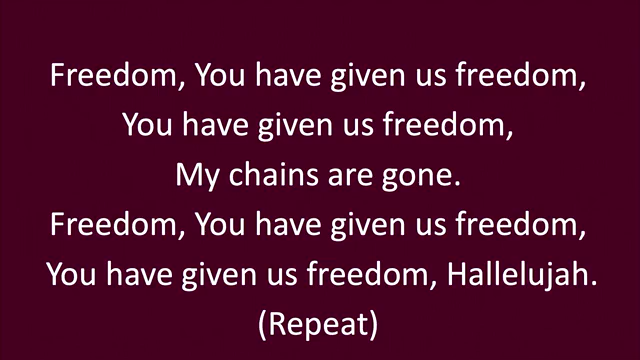 Freedom, You have given us freedom,
You have given us freedom,
My chains are gone.
Freedom, You have given us freedom,
You have given us freedom, Hallelujah.
(Repeat)